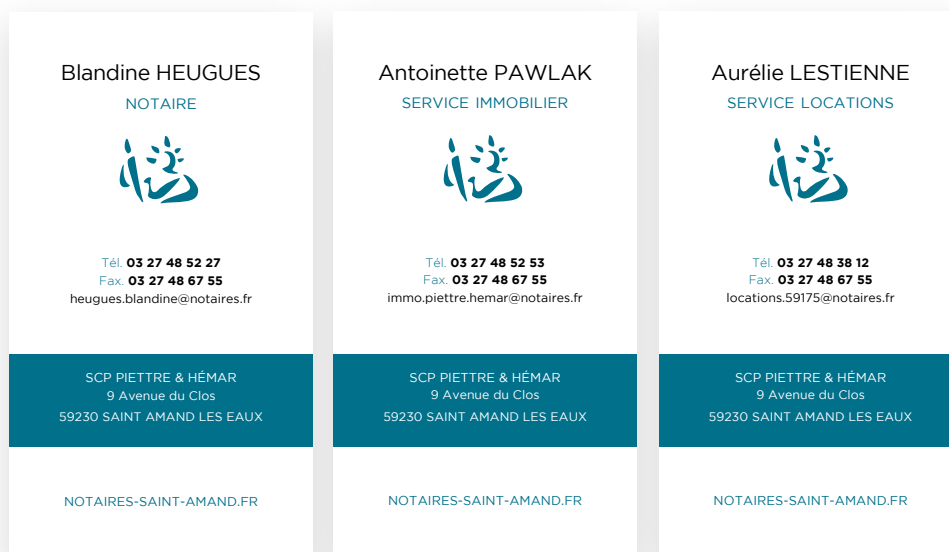 Blandine HEUGUES
NOTAIRE
Tél. 03 27 48 52 27
Fax. 03 27 48 67 55
heugues.blandine@notaires.fr
SCP PIETTRE & HÉMAR
9 Avenue du Clos
59230 SAINT AMAND LES EAUX
NOTAIRES-SAINT-AMAND.FR
Antoinette PAWLAK
SERVICE IMMOBILIER
Tél. 03 27 48 52 53
Fax. 03 27 48 67 55
immo.piettre.hemar@notaires.fr
SCP PIETTRE & HÉMAR
9 Avenue du Clos
59230 SAINT AMAND LES EAUX
NOTAIRES-SAINT-AMAND.FR
Aurélie LESTIENNE
SERVICE LOCATIONS
Tél. 03 27 48 38 12
Fax. 03 27 48 67 55
locations.59175@notaires.fr
SCP PIETTRE & HÉMAR
9 Avenue du Clos
59230 SAINT AMAND LES EAUX
NOTAIRES-SAINT-AMAND.FR